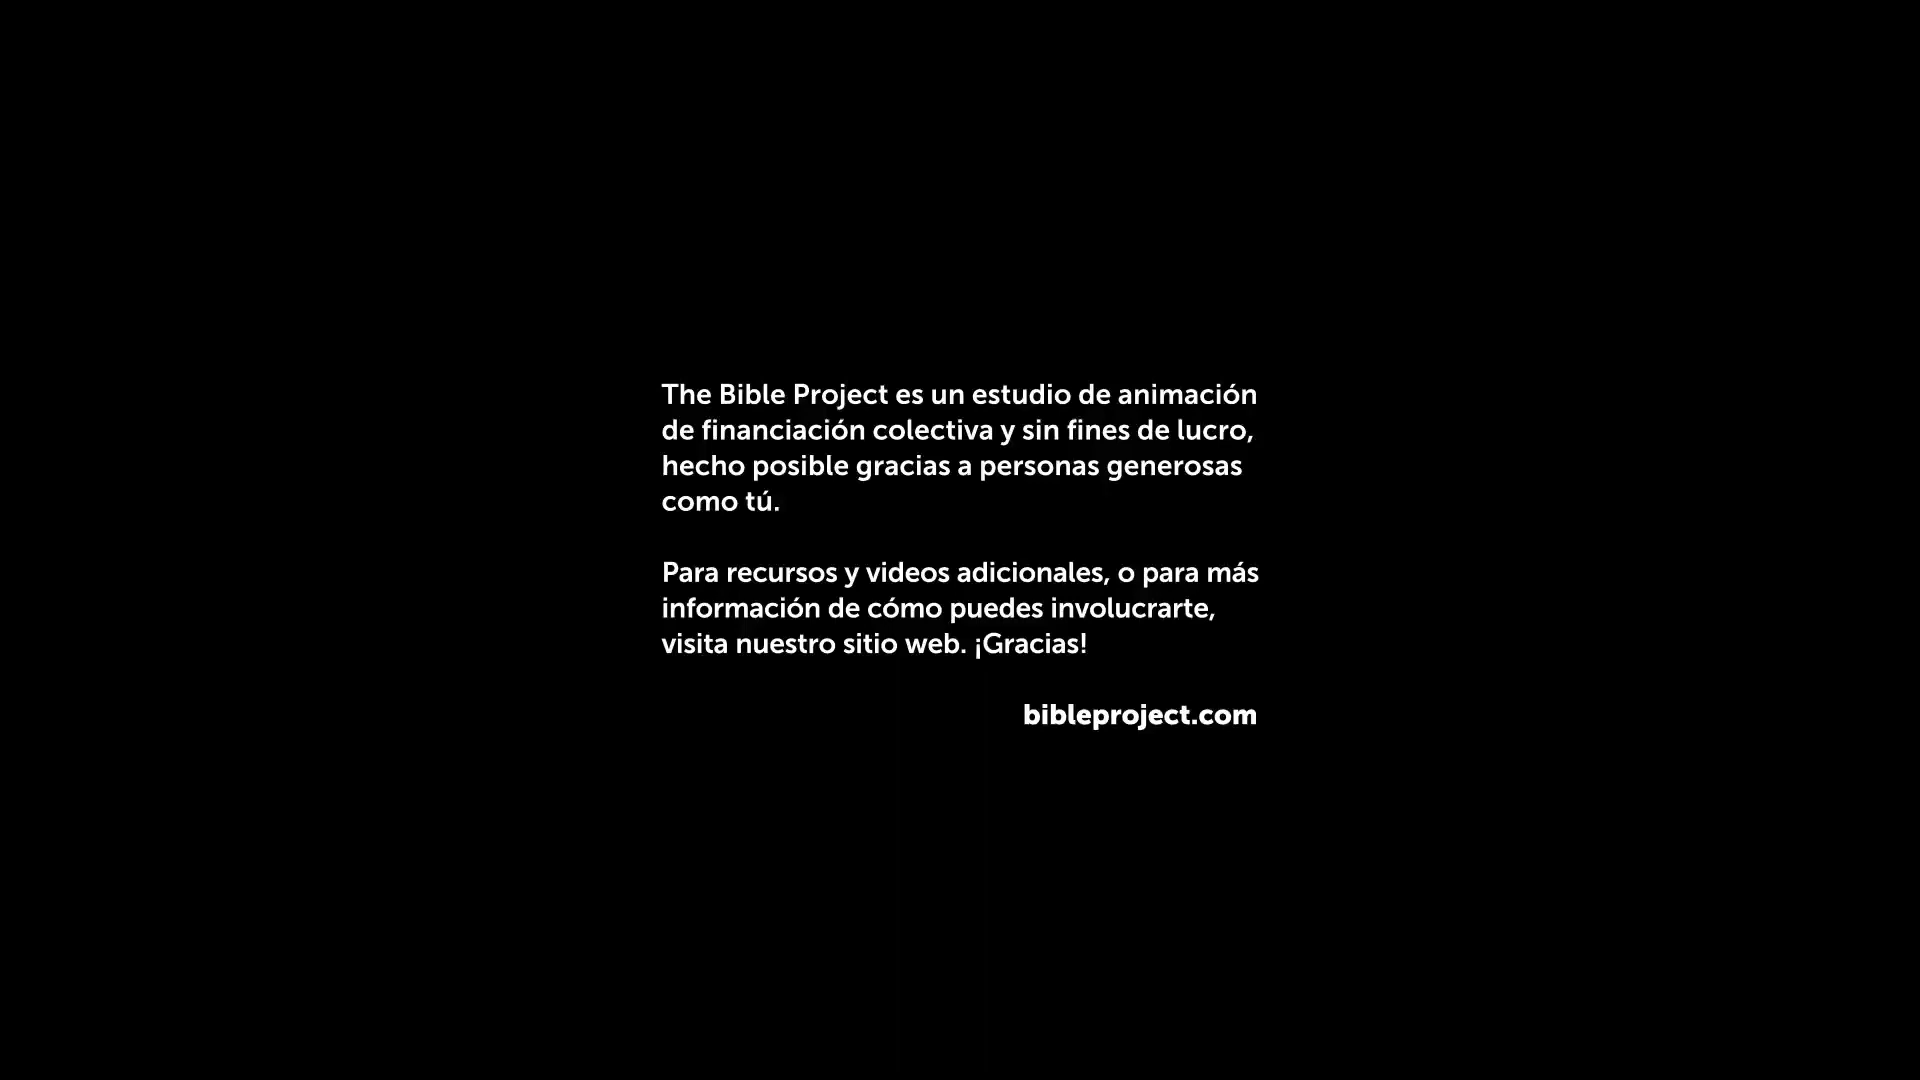 The Bible Project es un estudio de animación
de financiación colectiva y sin fines de lucro,
hecho posible gracias a personas generosas
como tú.
Para recursos y videos adicionales, o para más
información de cómo puedes involucrarte,
visita nuestro sitio web. ¡Gracias!
bibleproject.com